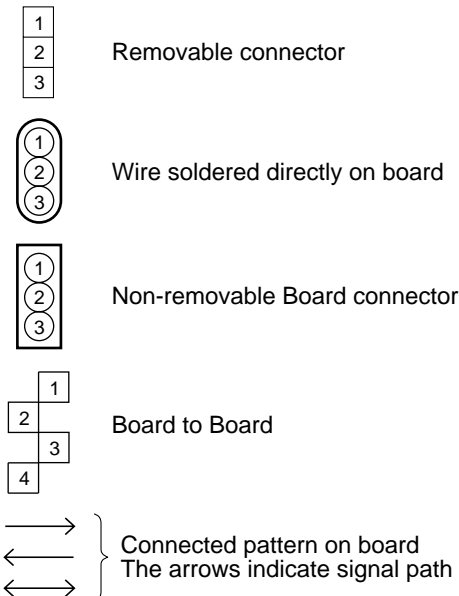 1
2
3
Removable connector
1
2
3
Wire soldered directly on board
1
2
3
Non-removable Board connector
1
2
3
4
Board to Board
Connected pattern on board
The arrows indicate signal path